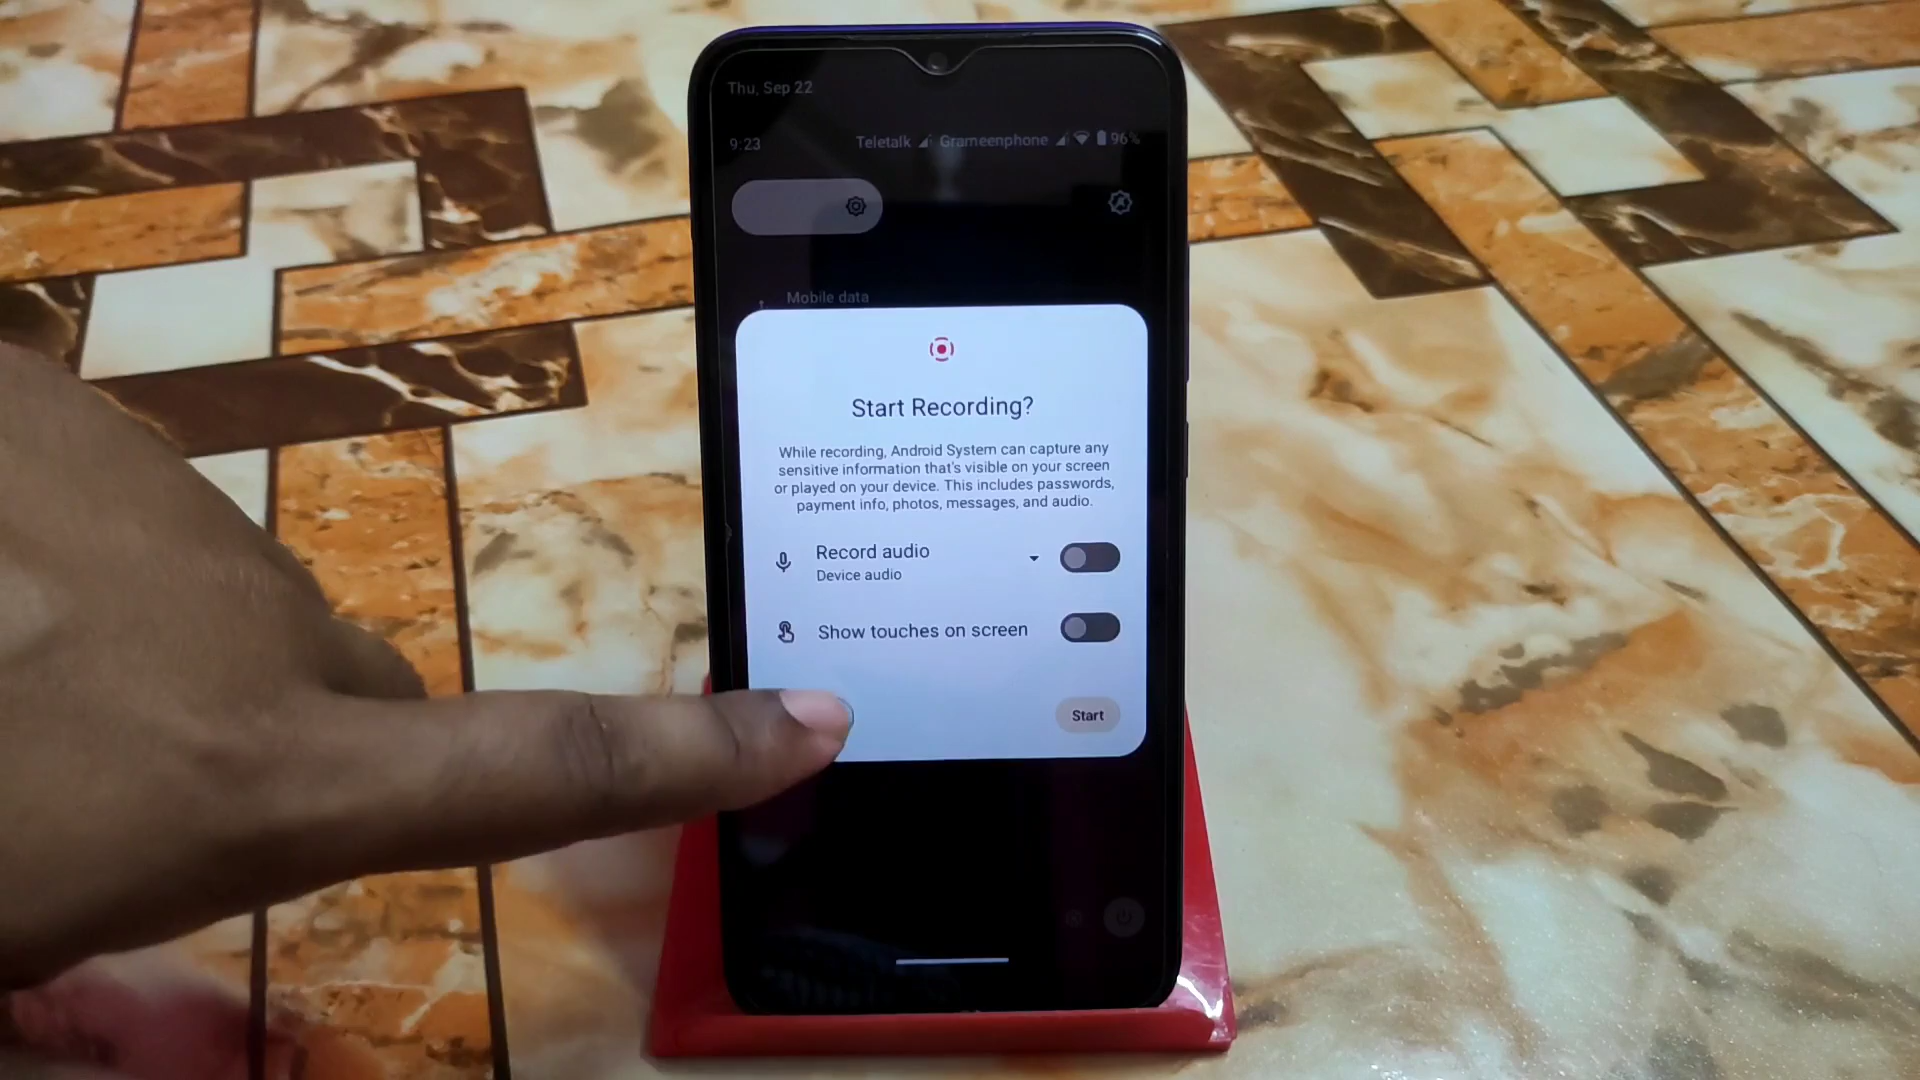 Thu, Sep 22
9:23 Teletalk Grameenphone 96%
Mobile data
Start Recording?
While recording, Android System can capture any
sensitive information that's visible on your screen
or played on your device. This includes passwords,
payment info, photos, messages, and audio.
Record audio
Device audio
Show touches on screen
Start